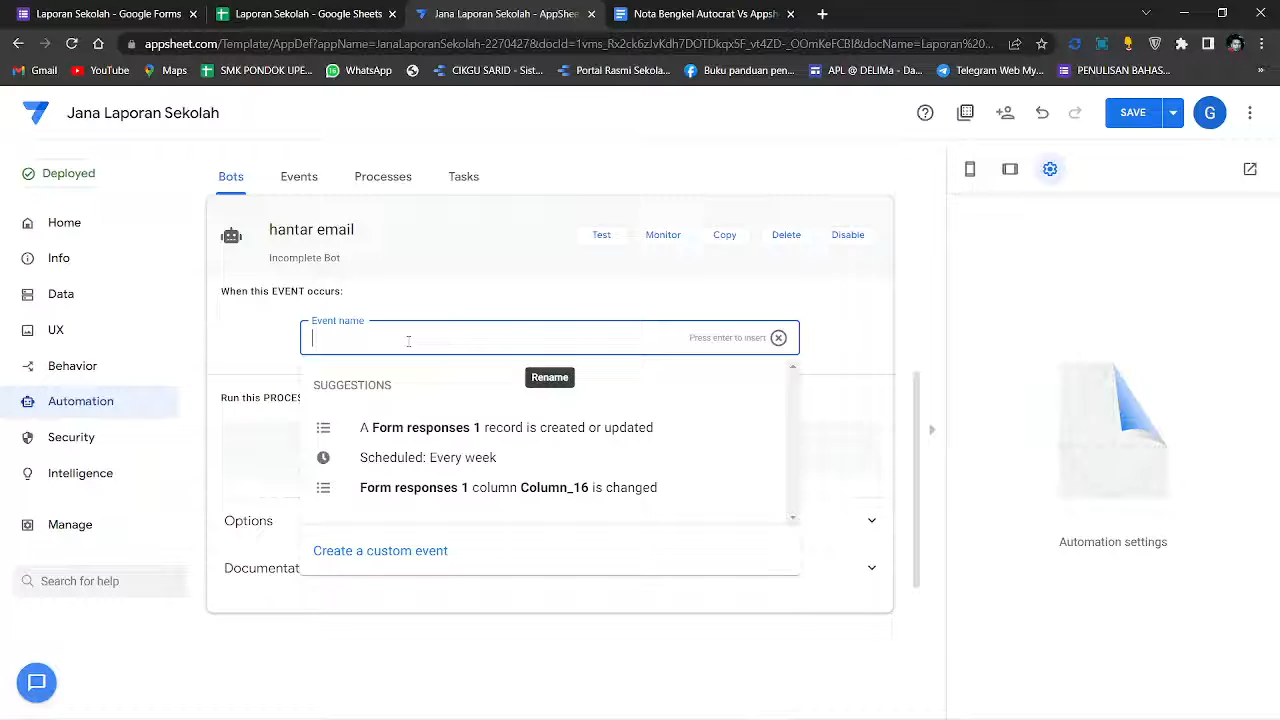 Laporan Sekolah - Google Forms
Laporan Sekolah - Google Sheets
Jana Laporan Sekolah - AppShee
Nota Bengkel Autocrat Vs Appsh
appsheet.com/Template/AppDef?appName=JanaLaporanSekolah-2270427&docId=1vms_Rx2ck6zJvKdh7DOTDkqxSF_yt4ZD-_OOmKeFCBI&docName=Laporan%20...
Gmail
YouTube
Maps
SMK PONDOK UPE...
WhatsApp
CIKGU SARID - Sist...
Portal Rasmi Sekola...
Buku panduan pen...
APL @ DELIMa - Da...
Telegram Web My...
PENULISAN BAHAS...
Jana Laporan Sekolah
SAVE
G
Deployed
Bots
Events
Processes
Tasks
Home
Info
Data
UX
Behavior
Automation
Security
Intelligence
Manage
Search for help
hantar email
Incomplete Bot
Test
Monitor
Copy
Delete
Disable
When this EVENT occurs:
Event name
Press enter to insert
Rename
SUGGESTIONS
Run this PROCES
A Form responses 1 record is created or updated
Scheduled: Every week
Form responses 1 column Column_16 is changed
Options
Create a custom event
Documentat
Automation settings